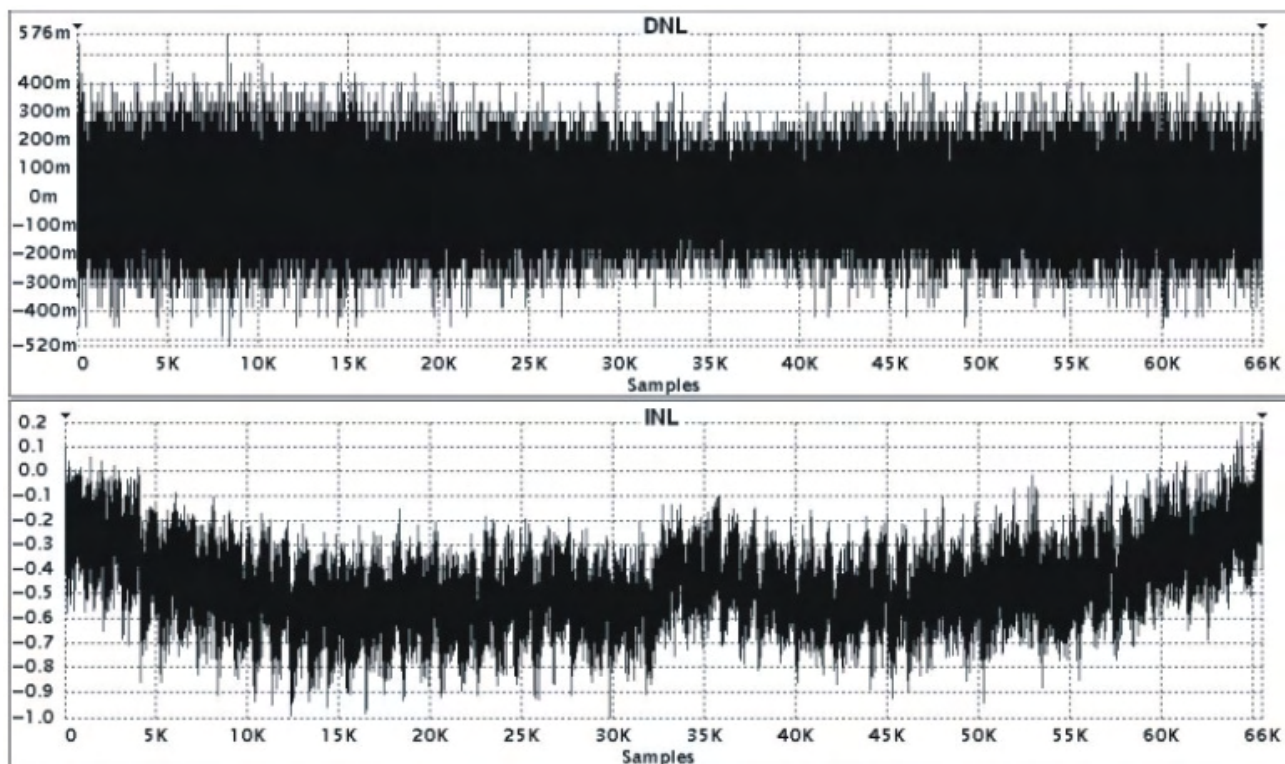 DNL
576m
400m
300m
200m
100m
0m
−100m
−200m
−300m
−400m
−520m
0 5K 10K 15K 20K 25K 30K 35K 40K 45K 50K 55K 60K 66K
Samples
INL
0.2
0.1
0.0
−0.1
−0.2
−0.3
−0.4
−0.5
−0.6
−0.7
−0.8
−0.9
−1.0
0 5K 10K 15K 20K 25K 30K 35K 40K 45K 50K 55K 60K 66K
Samples